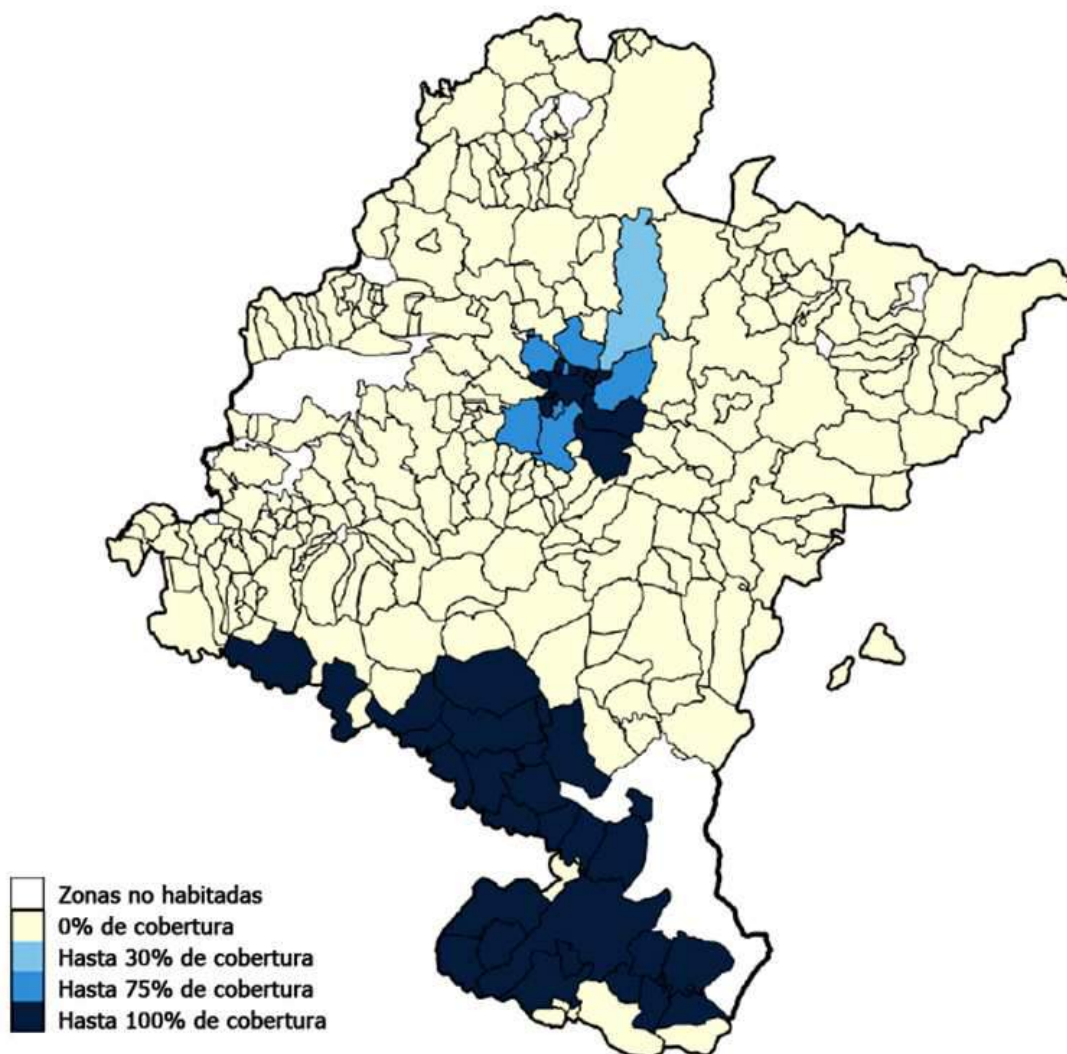 Zonas no habitadas
0% de cobertura
Hasta 30% de cobertura
Hasta 75% de cobertura
Hasta 100% de cobertura